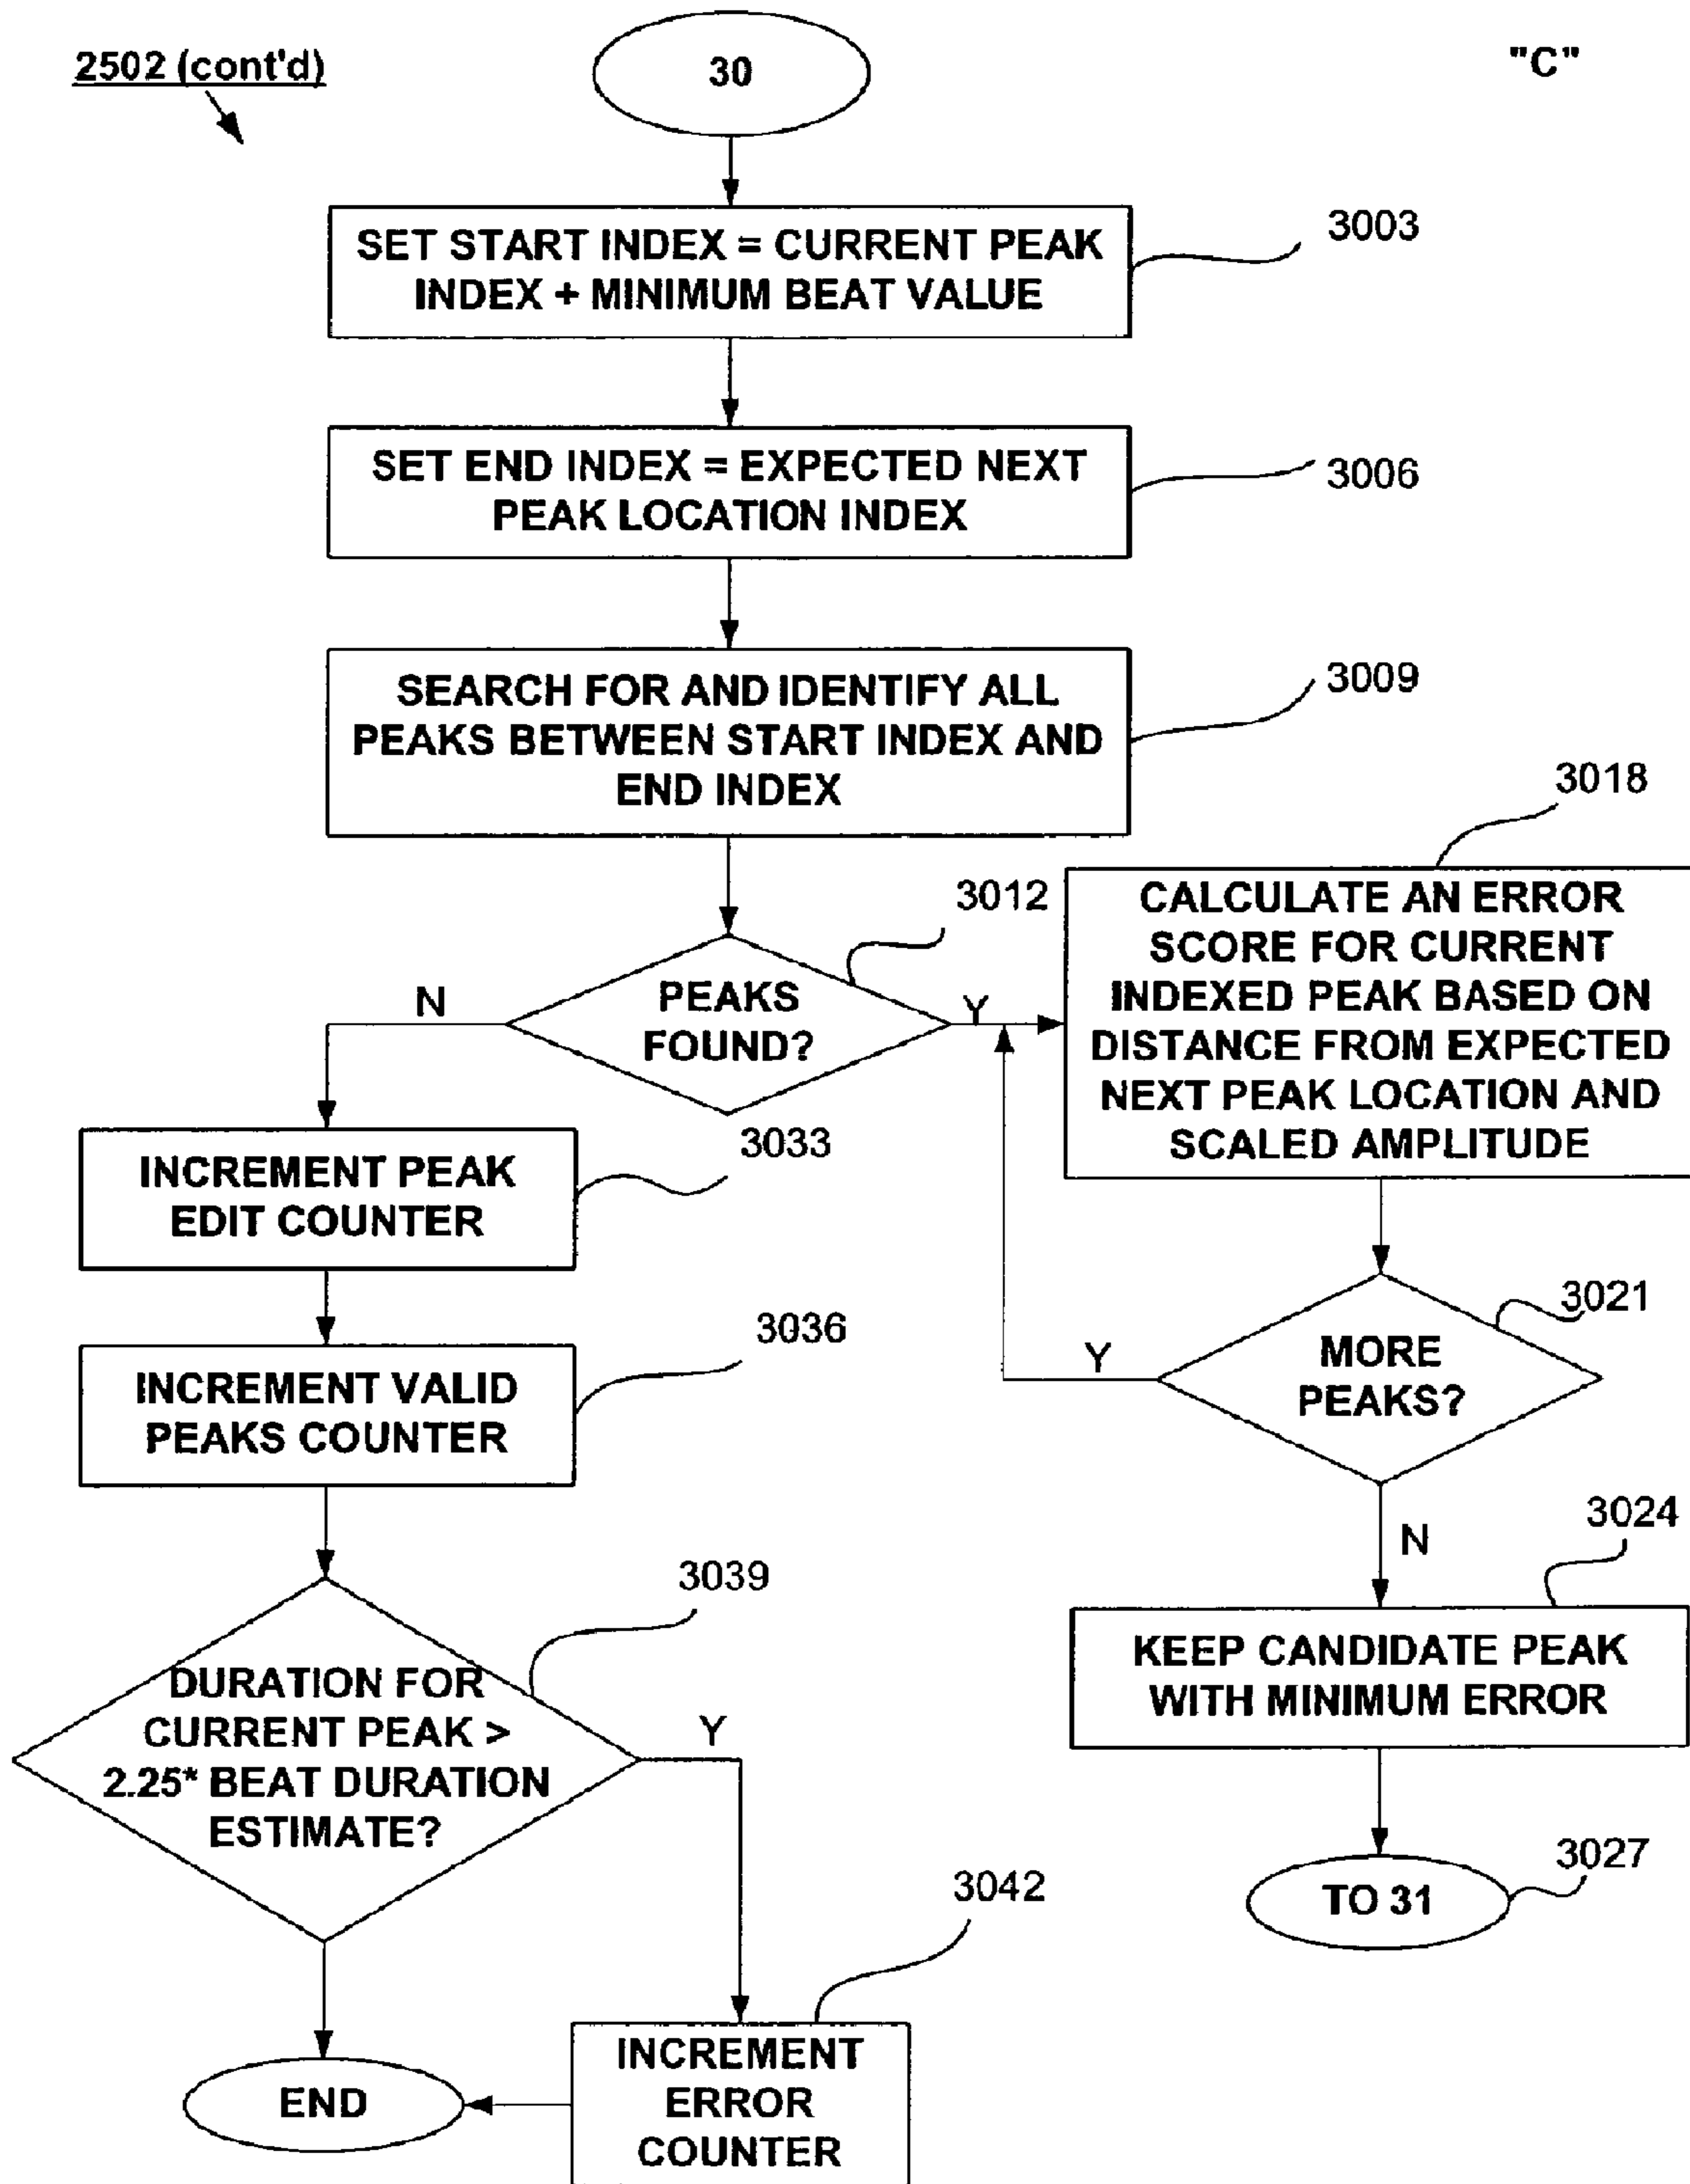 2502 (cont'd)
30
"C"
SET START INDEX = CURRENT PEAK
INDEX + MINIMUM BEAT VALUE
3003
SET END INDEX = EXPECTED NEXT
PEAK LOCATION INDEX
3006
SEARCH FOR AND IDENTIFY ALL
PEAKS BETWEEN START INDEX AND
END INDEX
3009
3018
3012
PEAKS
FOUND?
N
Y
CALCULATE AN ERROR
SCORE FOR CURRENT
INDEXED PEAK BASED ON
DISTANCE FROM EXPECTED
NEXT PEAK LOCATION AND
SCALED AMPLITUDE
INCREMENT PEAK
EDIT COUNTER
3033
3021
MORE
PEAKS?
Y
N
INCREMENT VALID
PEAKS COUNTER
3036
3024
KEEP CANDIDATE PEAK
WITH MINIMUM ERROR
3039
DURATION FOR
CURRENT PEAK >
2.25* BEAT DURATION
ESTIMATE?
Y
TO 31
3027
3042
INCREMENT
ERROR
COUNTER
END